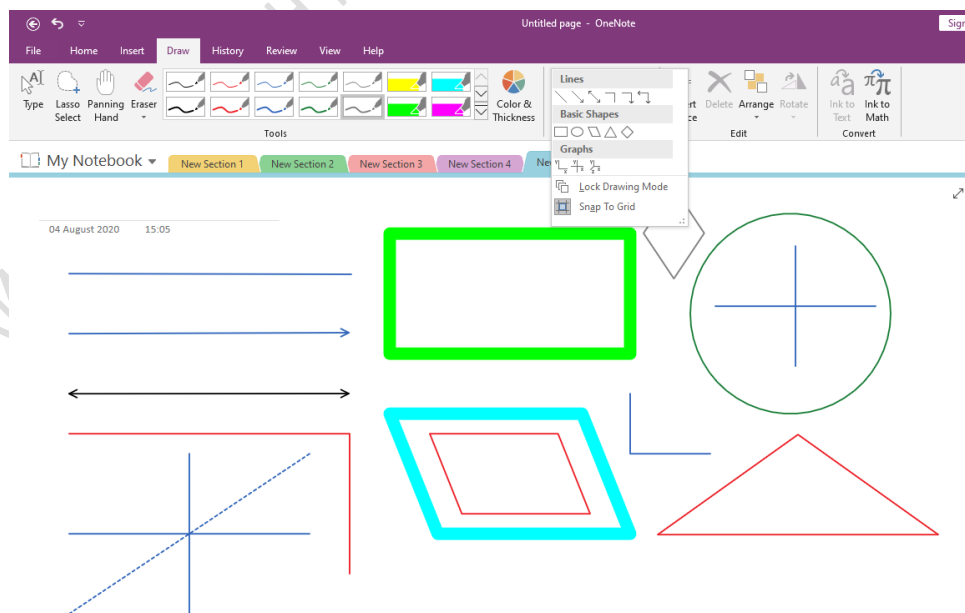 Untitled page - OneNote
File Home Insert Draw History Review View Help
Type
Lasso Select
Panning Hand
Eraser
Color & Thickness
Tools
Lines
Basic Shapes
Graphs
Lock Drawing Mode
Snap To Grid
Delete
Arrange
Rotate
Edit
Ink to Text
Ink to Math
Convert
My Notebook
New Section 1
New Section 2
New Section 3
New Section 4
04 August 2020 15:05